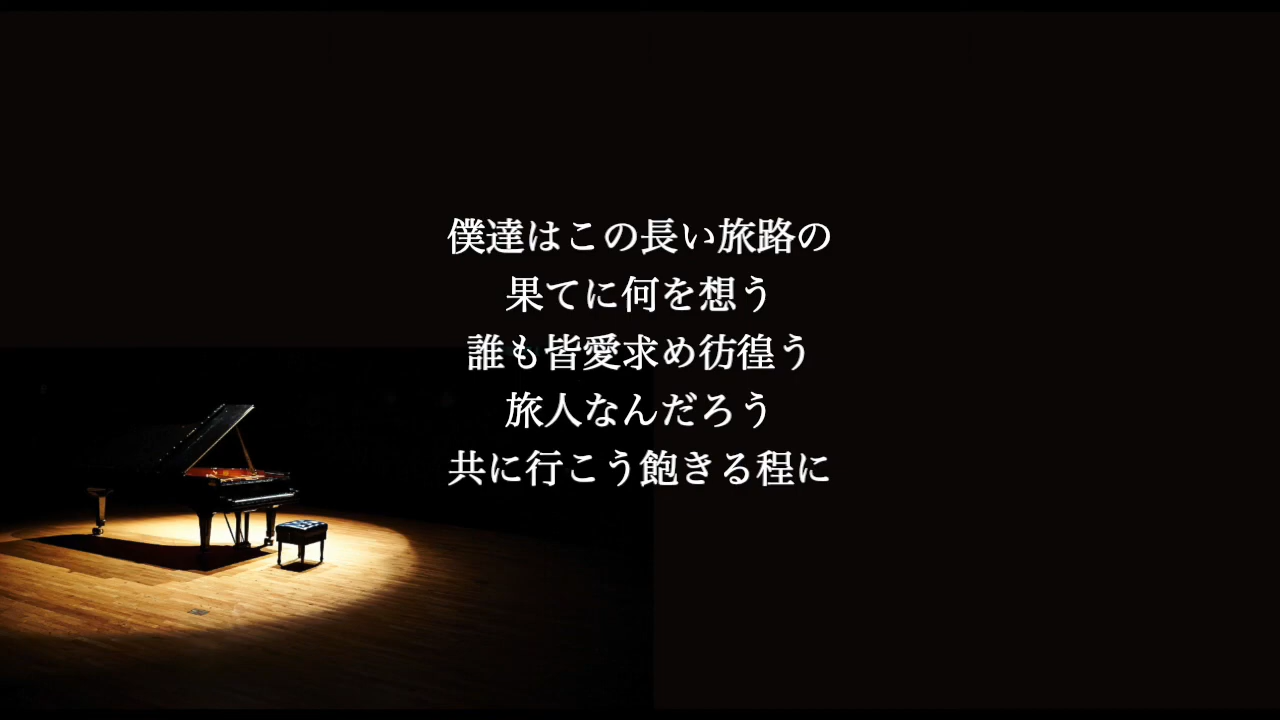 僕達はこの長い旅路の
果てに何を想う
誰も皆愛求め彷徨う
旅人なんだろう
共に行こう飽きる程に